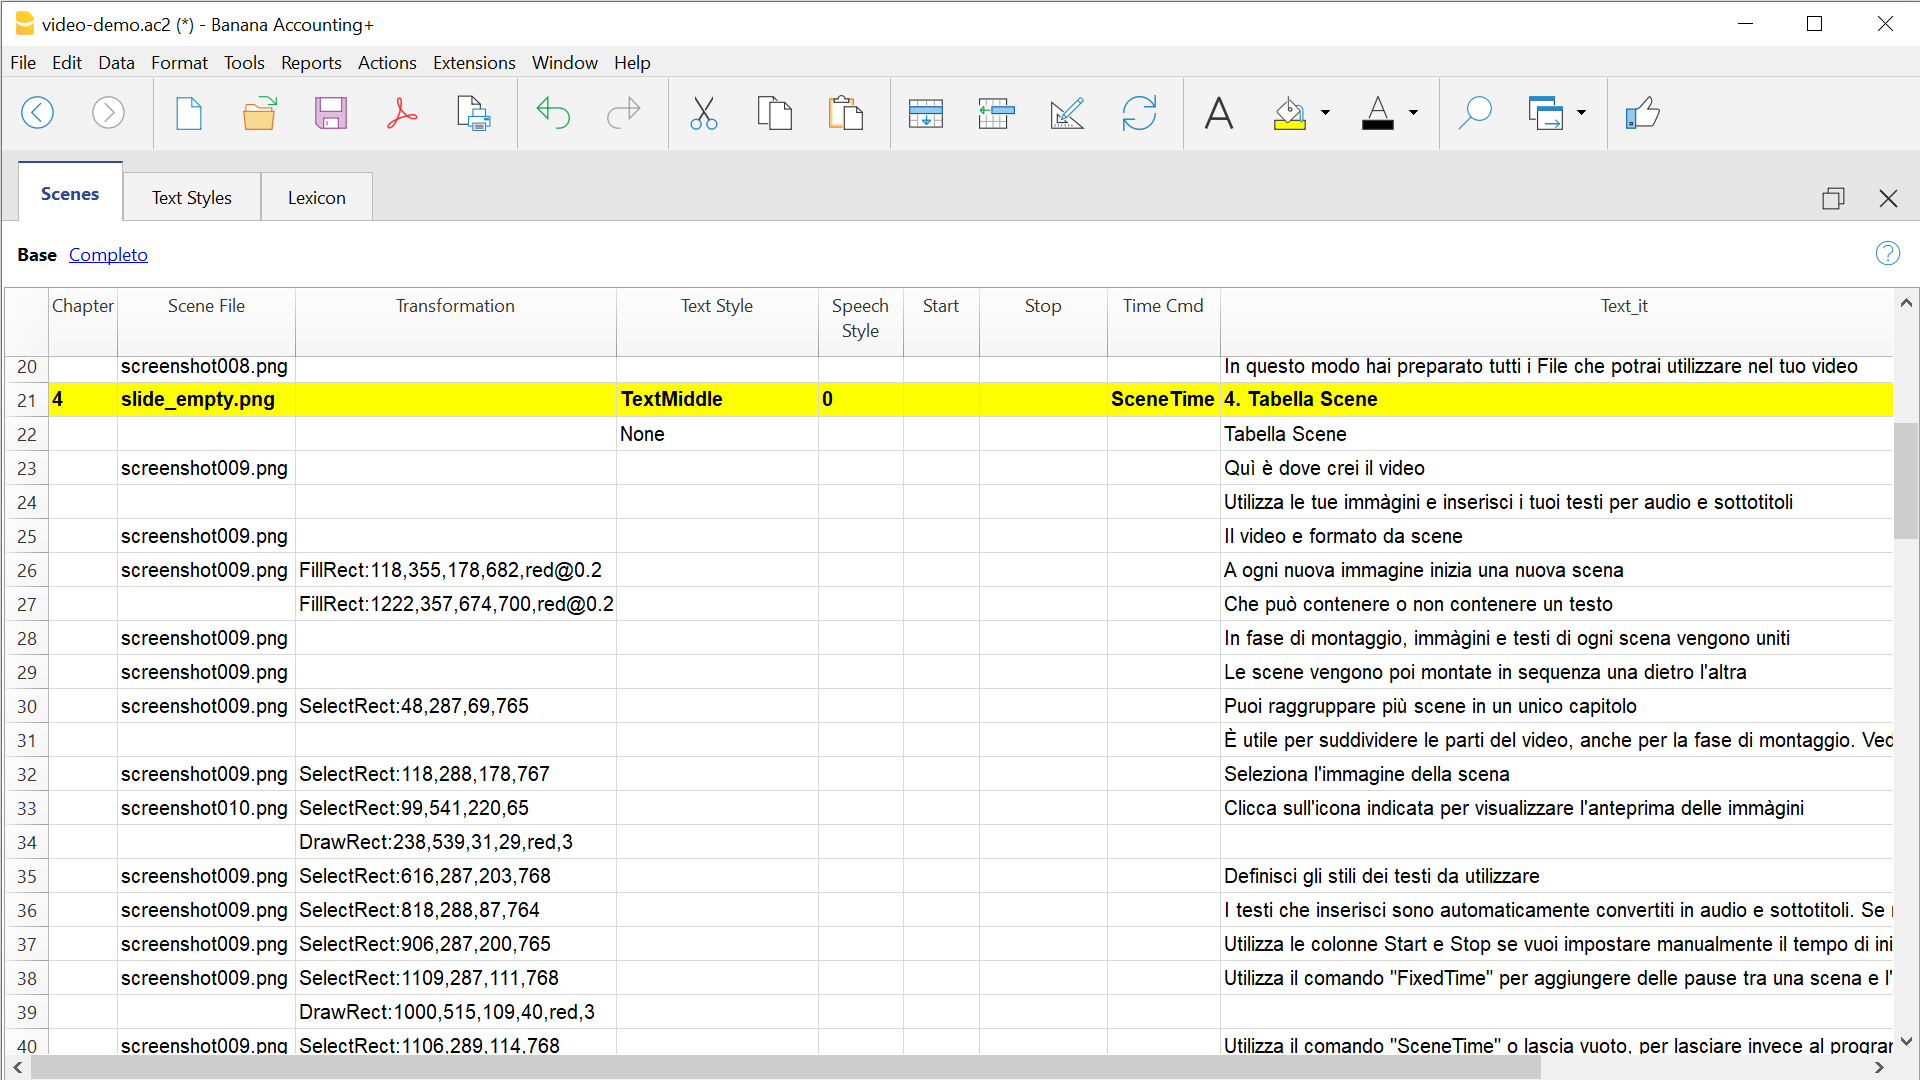 video-demo.ac2 (*) - Banana Accounting+
File Edit Data Format Tools Reports Actions Extensions Window Help
Scenes Text Styles Lexicon
Base Completo
Chapter Scene File Transformation Text Style Speech Style Start Stop Time Cmd Text_it
20 screenshot008.png In questo modo hai preparato tutti i File che potrai utilizzare nel tuo video
21 4 slide_empty.png TextMiddle 0 SceneTime 4. Tabella Scene
22 None Tabella Scene
23 screenshot009.png Quì è dove crei il video
24 Utilizza le tue immàgini e inserisci i tuoi testi per audio e sottotitoli
25 screenshot009.png Il video e formato da scene
26 screenshot009.png FillRect:118,355,178,682,red@0.2 A ogni nuova immagine inizia una nuova scena
27 FillRect:1222,357,674,700,red@0.2 Che può contenere o non contenere un testo
28 screenshot009.png In fase di montaggio, immàgini e testi di ogni scena vengono uniti
29 screenshot009.png Le scene vengono poi montate in sequenza una dietro l'altra
30 screenshot009.png SelectRect:48,287,69,765 Puoi raggruppare più scene in un unico capitolo
31 È utile per suddividere le parti del video, anche per la fase di montaggio. Ved
32 screenshot009.png SelectRect:118,288,178,767 Seleziona l'immagine della scena
33 screenshot010.png SelectRect:99,541,220,65 Clicca sull'icona indicata per visualizzare l'anteprima delle immàgini
34 DrawRect:238,539,31,29,red,3
35 screenshot009.png SelectRect:616,287,203,768 Definisci gli stili dei testi da utilizzare
36 screenshot009.png SelectRect:818,288,87,764 I testi che inserisci sono automaticamente convertiti in audio e sottotitoli. Se
37 screenshot009.png SelectRect:906,287,200,765 Utilizza le colonne Start e Stop se vuoi impostare manualmente il tempo di ini
38 screenshot009.png SelectRect:1109,287,111,768 Utilizza il comando "FixedTime" per aggiungere delle pause tra una scena e l'
39 DrawRect:1000,515,109,40,red,3
40 screenshot009.png SelectRect:1106,289,114,768 Utilizza il comando "SceneTime" o lascia vuoto, per lasciare invece al prograr